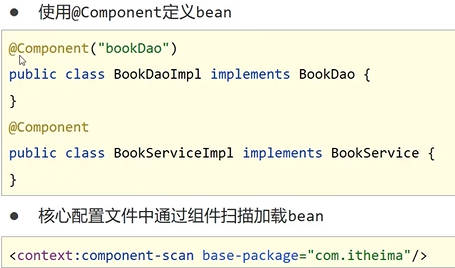 ● 使用@Component定义bean
@Component("bookDao")
public class BookDaoImpl implements BookDao {
}
@Component
public class BookServiceImpl implements BookService {
}
● 核心配置文件中通过组件扫描加载bean
<context:component-scan base-package="com.itheima"/>